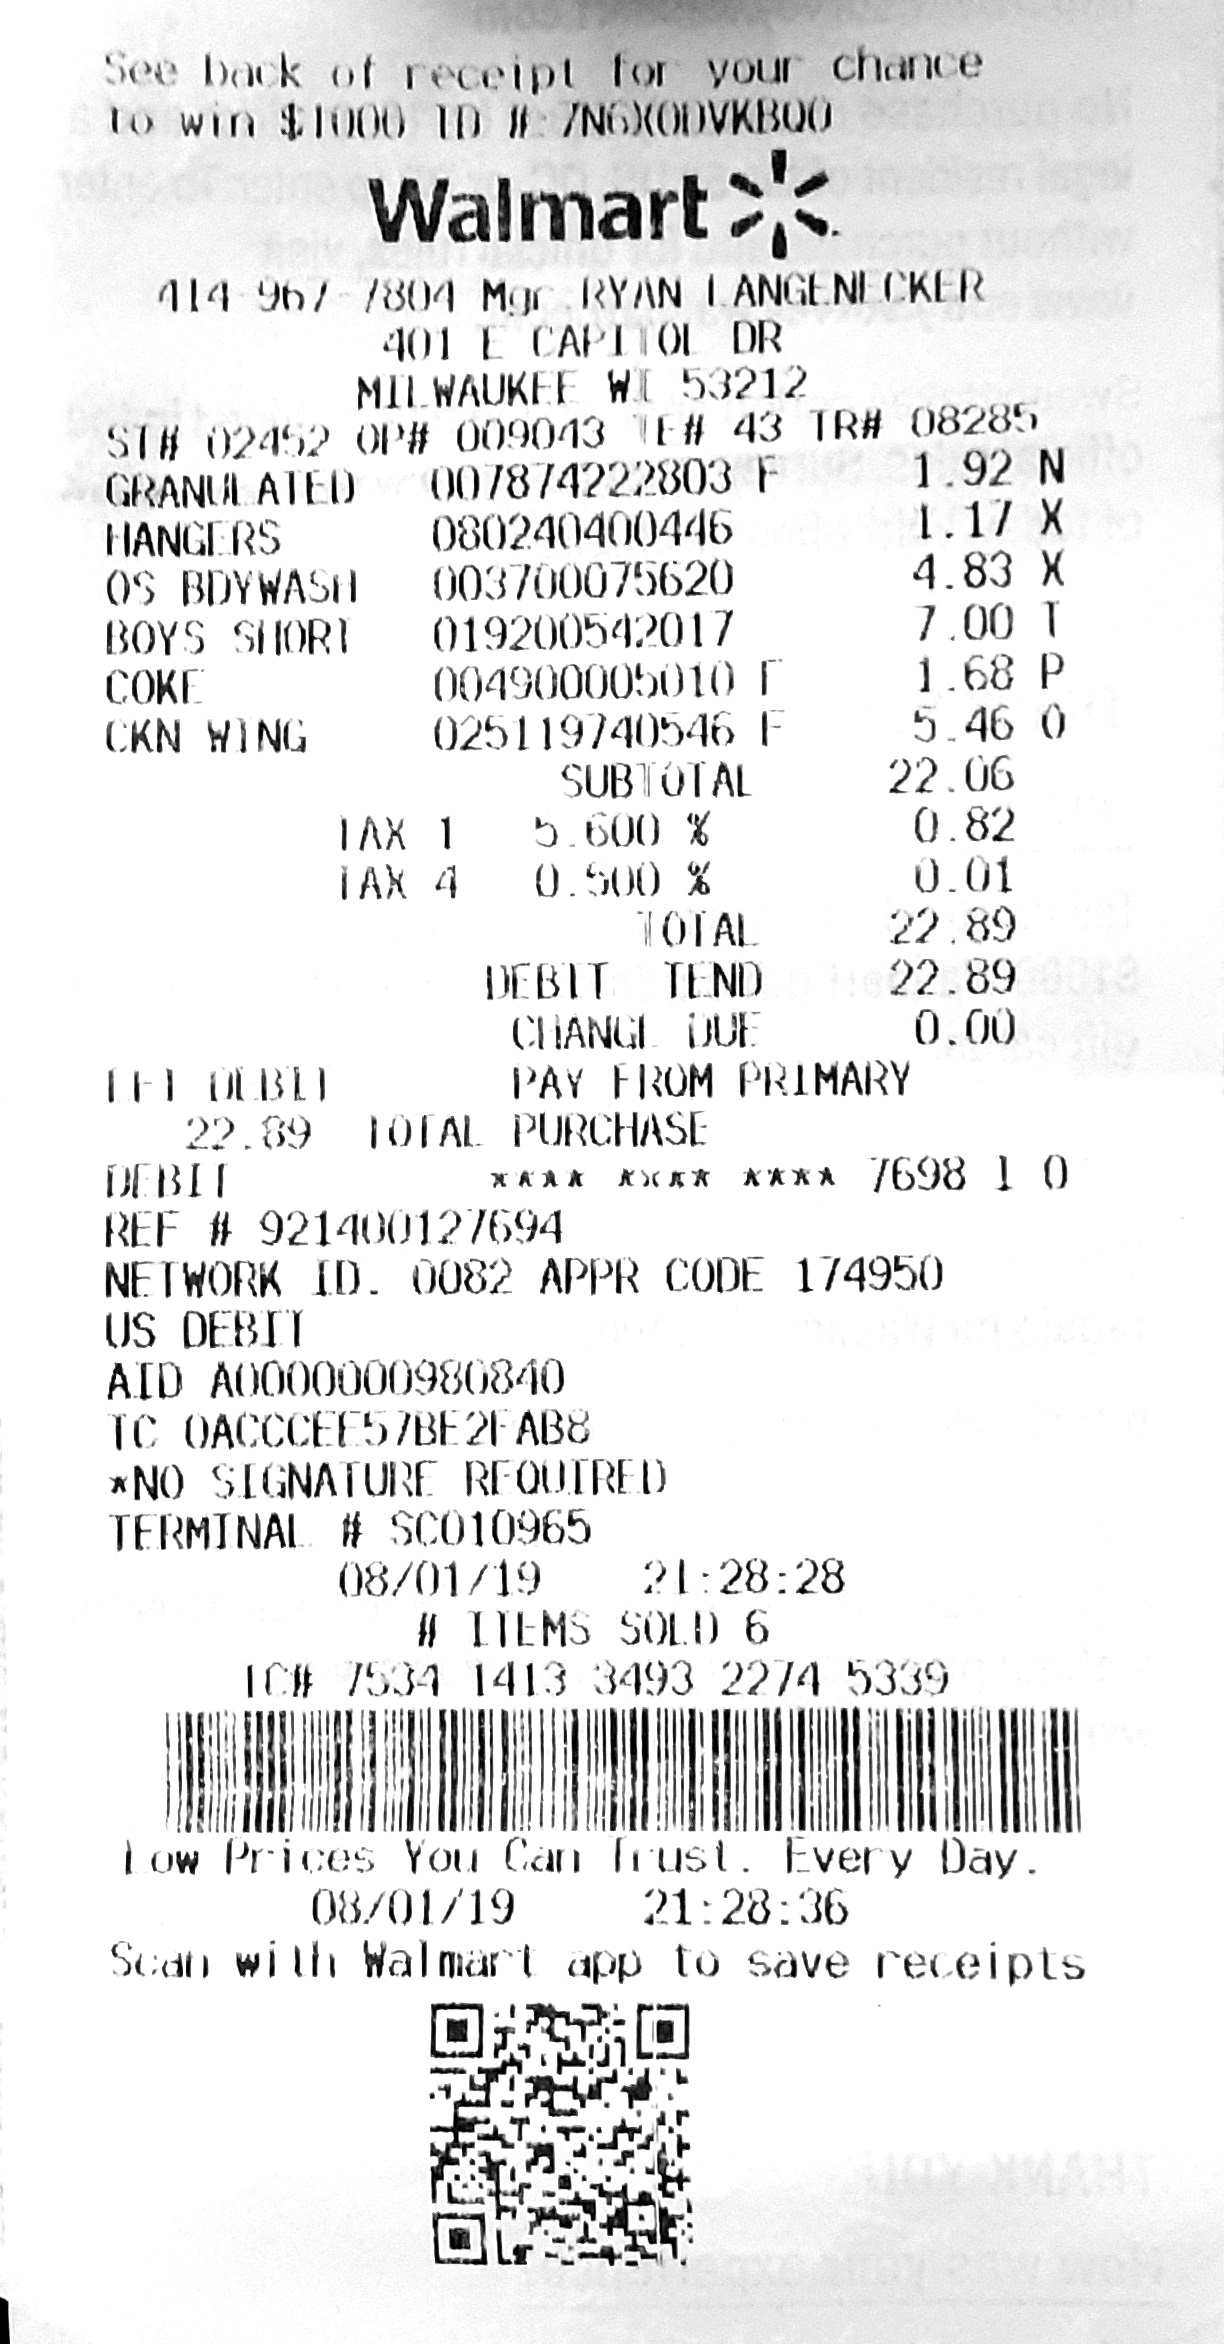 See back of receipt for your chance
to win $1000 ID #: 7N6X0DVKBQ0
Walmart
414-967-7804 Mgr. RYAN LANGENECKER
401 E CAPITOL DR
MILWAUKEE WI 53212
ST# 02452 OP# 009043 TE# 43 TR# 08285
GRANULATED 007874222803 F 1.92 N
HANGERS 080240400446 1.17 X
OS BDYWASH 003700075620 4.83 X
BOYS SHORT 019200542017 7.00 T
COKE 004900005010 F 1.68 P
CKN WING 025119740546 F 5.46 O
SUBTOTAL 22.06
TAX 1 5.600 % 0.82
TAX 4 0.500 % 0.01
TOTAL 22.89
DEBIT TEND 22.89
CHANGE DUE 0.00
EFT DEBIT PAY FROM PRIMARY
22.89 TOTAL PURCHASE
DEBIT **** **** **** 7698 I 0
REF # 921400127694
NETWORK ID. 0082 APPR CODE 174950
US DEBIT
AID A0000000980840
TC 0ACCCEE57BE2FAB8
*NO SIGNATURE REQUIRED
TERMINAL # SC010965
08/01/19 21:28:28
# ITEMS SOLD 6
TC# 7534 1413 3493 2274 5339
Low Prices You Can Trust. Every Day.
08/01/19 21:28:36
Scan with Walmart app to save receipts